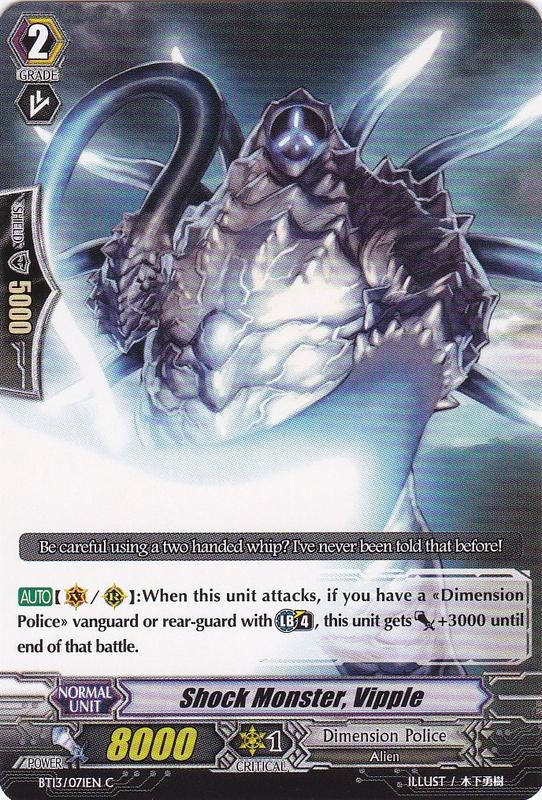 2
GRADE
SHIELD
5000
Be careful using a two handed whip? I've never been told that before!
AUTO【 V / R 】:When this unit attacks, if you have a «Dimension
Police» vanguard or rear-guard with LB 4, this unit gets +3000 until
end of that battle.
NORMAL
UNIT
Shock Monster, Vipple
POWER
8000
1
CRITICAL
Dimension Police
Alien
BT13/071EN C
ILLUST / 木下勇樹